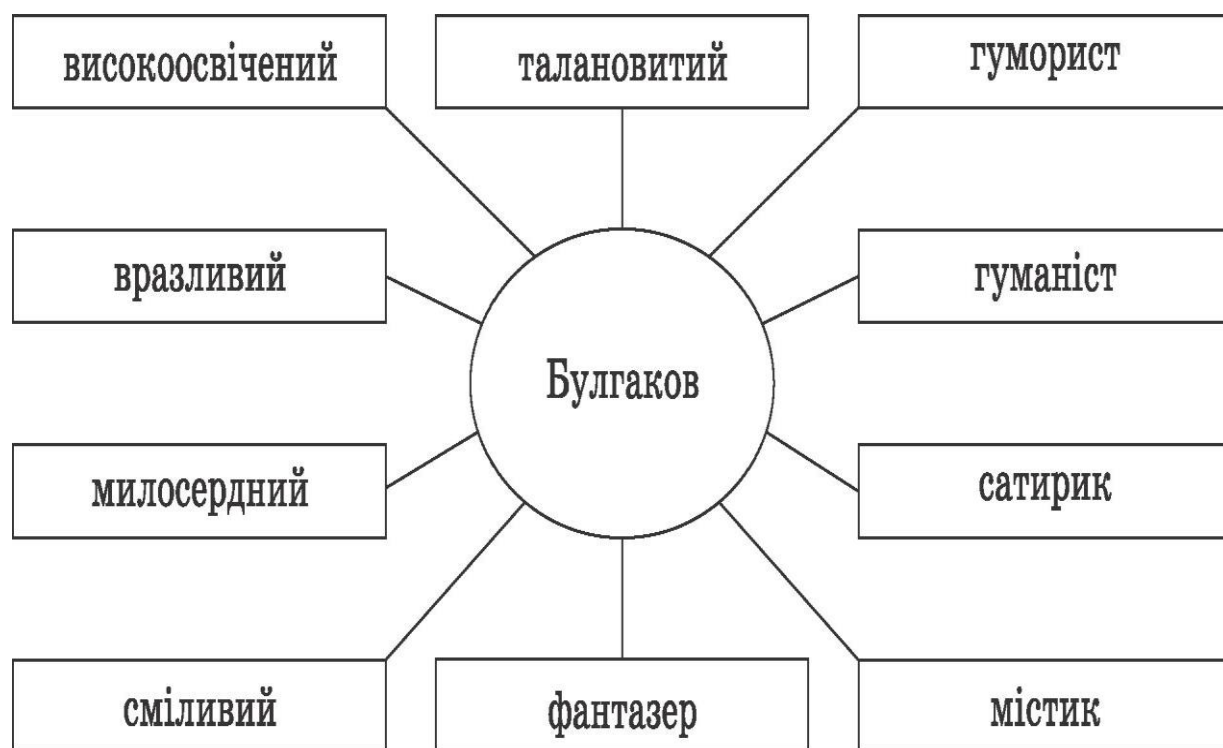 високоосвічений
талановитий
гуморист
вразливий
гуманіст
Булгаков
милосердний
сатирик
сміливий
фантазер
містик